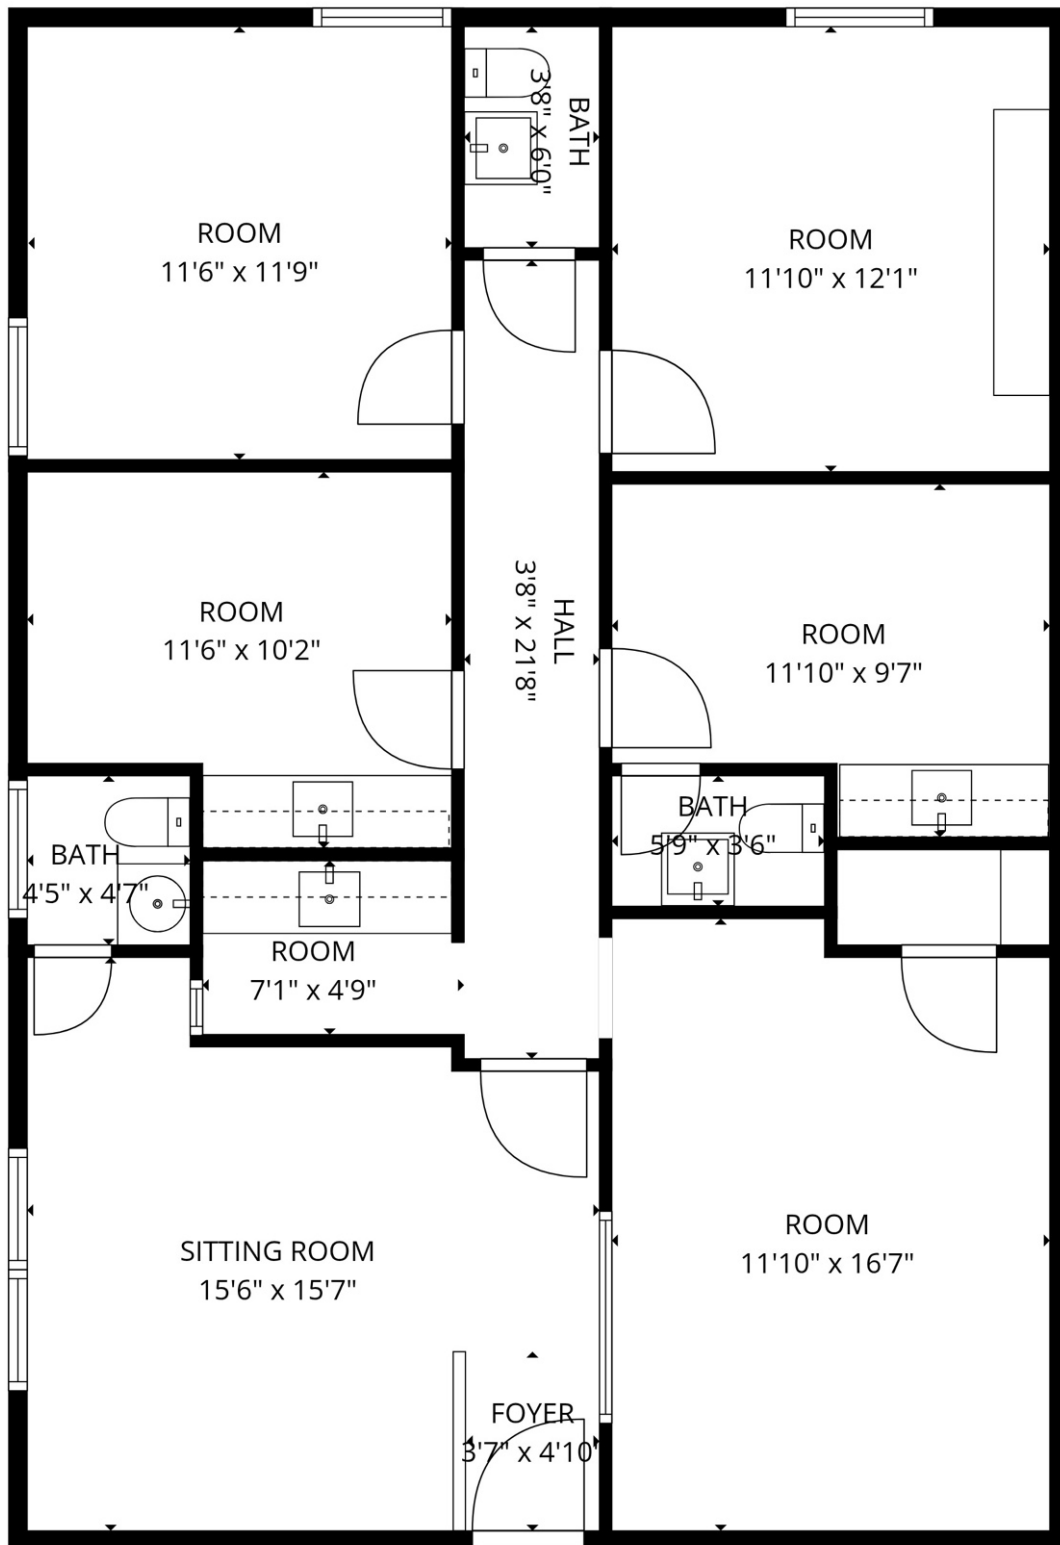 BATH
3'8" x 6'0"
ROOM
11'6" x 11'9"
ROOM
11'10" x 12'1"
HALL
3'8" x 21'8"
ROOM
11'6" x 10'2"
ROOM
11'10" x 9'7"
BATH
5'9" x 3'6"
BATH
4'5" x 4'7"
ROOM
7'1" x 4'9"
SITTING ROOM
15'6" x 15'7"
ROOM
11'10" x 16'7"
FOYER
3'7" x 4'10"